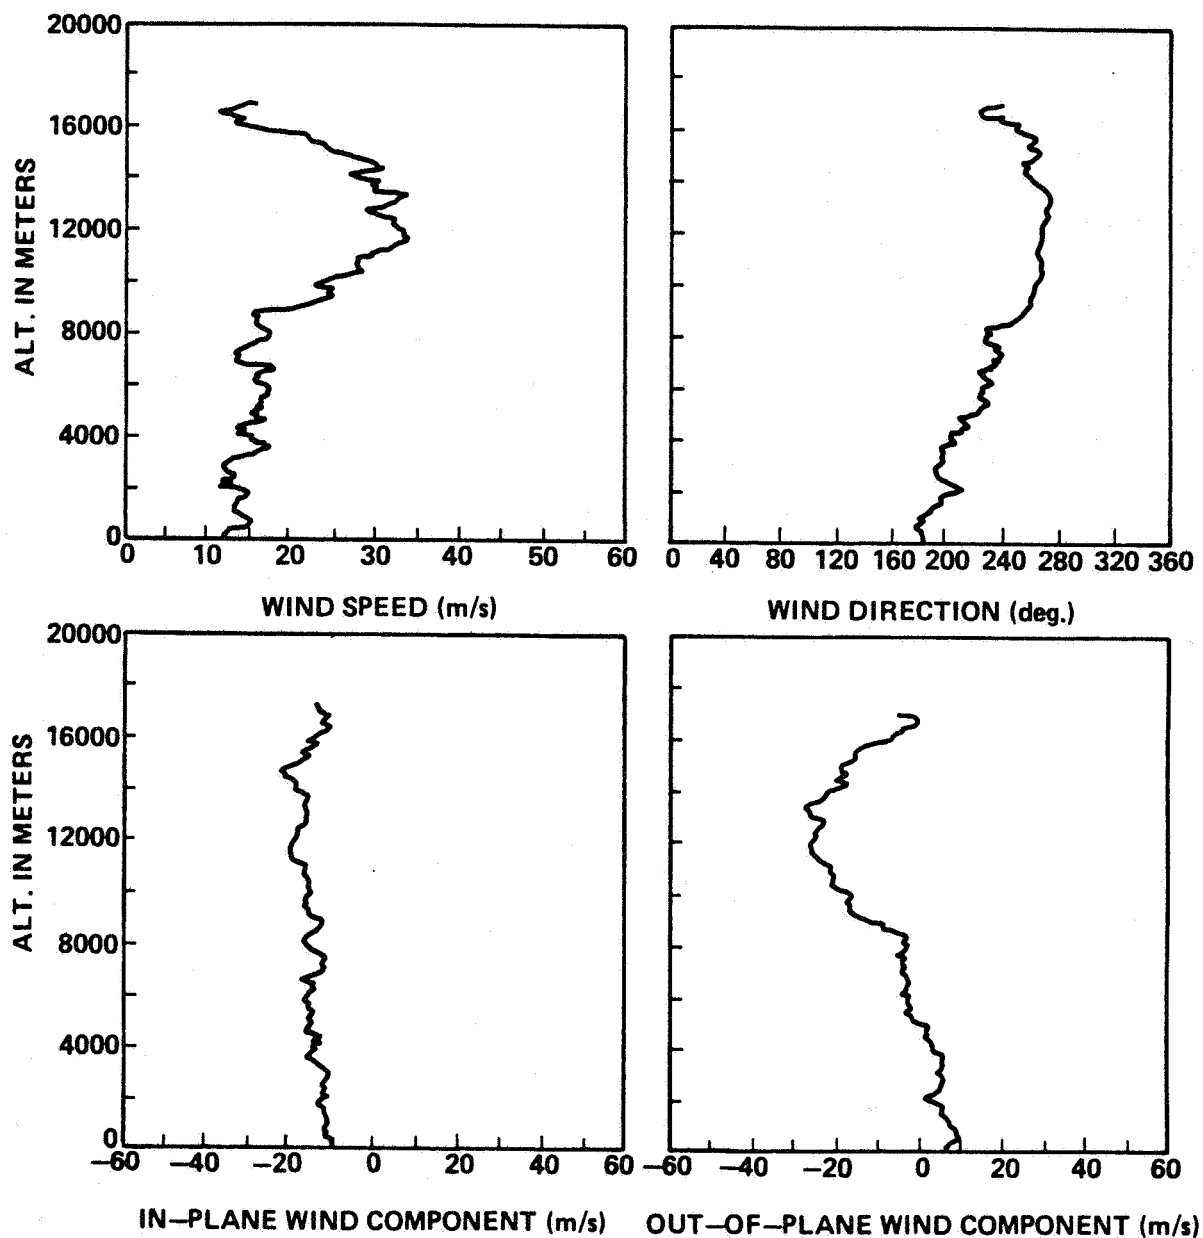 20000
16000
12000
8000
4000
0
ALT. IN METERS
0 10 20 30 40 50 60
WIND SPEED (m/s)
0 40 80 120 160 200 240 280 320 360
WIND DIRECTION (deg.)
20000
16000
12000
8000
4000
0
ALT. IN METERS
−60 −40 −20 0 20 40 60
IN−PLANE WIND COMPONENT (m/s)
−60 −40 −20 0 20 40 60
OUT−OF−PLANE WIND COMPONENT (m/s)